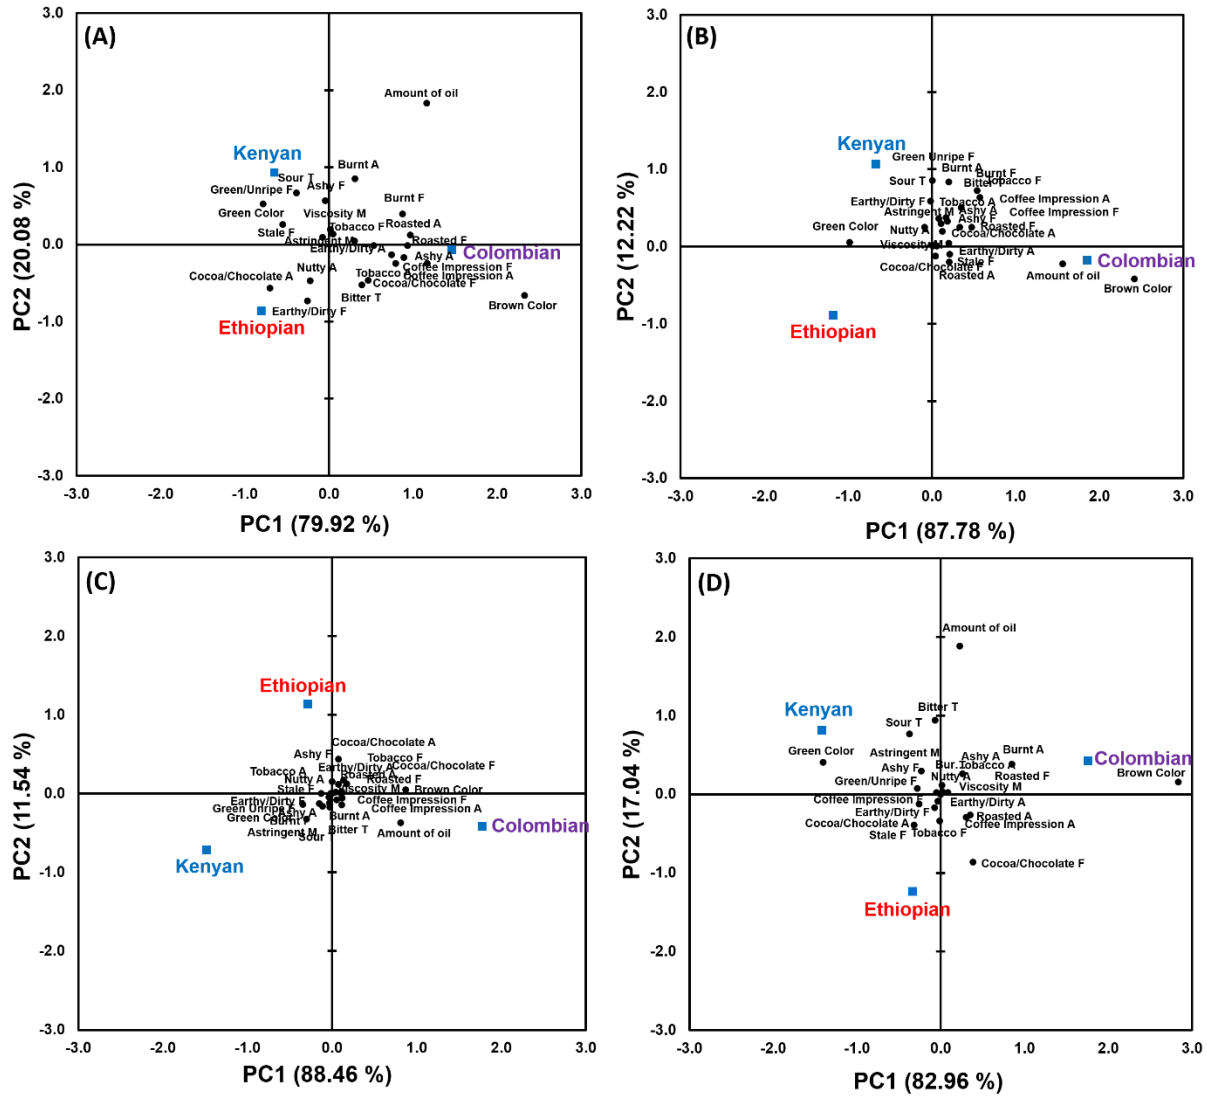 (A)
3.0
2.0
1.0
0.0
-1.0
-2.0
-3.0
PC2 (20.08 %)
Amount of oil
Kenyan
Burnt A
Sour T
Ashy F
Green/Unripe F
Burnt F
Green Color
Viscosity M
Roasted A
Stale F
Tobacco F
Astringent M
Roasted F
Earthy/Dirty A
Colombian
Ashy A
Nutty A
Coffee Impression F
Cocoa/Chocolate A
Tobacco A
Coffee Impression A
Cocoa/Chocolate F
Bitter T
Brown Color
Earthy/Dirty F
Ethiopian
-3.0 -2.0 -1.0 0.0 1.0 2.0 3.0
PC1 (79.92 %)
(B)
3.0
2.0
1.0
0.0
-1.0
-2.0
-3.0
PC2 (12.22 %)
Kenyan
Green Unripe F
Burnt A
Burnt F
Sour T
Bitter T
Tobacco F
Earthy/Dirty F
Tobacco A
Coffee Impression A
Astringent M
Ashy A
Coffee Impression F
Ashy F
Green Color
Nutty A
Roasted F
Cocoa/Chocolate A
Viscosity M
Earthy/Dirty A
Colombian
Stale F
Cocoa/Chocolate F
Roasted A
Amount of oil
Brown Color
Ethiopian
-3.0 -2.0 -1.0 0.0 1.0 2.0 3.0
PC1 (87.78 %)
(C)
3.0
2.0
1.0
0.0
-1.0
-2.0
-3.0
PC2 (11.54 %)
Ethiopian
Cocoa/Chocolate A
Ashy F
Tobacco F
Earthy/Dirty A
Cocoa/Chocolate F
Tobacco A
Roasted A
Nutty A
Roasted F
Stale F
Viscosity M
Brown Color
Earthy/Dirty F
Coffee Impression F
Green Unripe F
Ashy A
Coffee Impression A
Green Color
Burnt F
Burnt A
Astringent M
Sour T
Bitter T
Amount of oil
Colombian
Kenyan
-3.0 -2.0 -1.0 0.0 1.0 2.0 3.0
PC1 (88.46 %)
(D)
3.0
2.0
1.0
0.0
-1.0
-2.0
-3.0
PC2 (17.04 %)
Amount of oil
Bitter T
Kenyan
Sour T
Green Color
Astringent M
Ashy A
Burnt A
Colombian
Ashy F
Bur.
Tobacco A
Brown Color
Green/Unripe F
Nutty A
Roasted F
Viscosity M
Coffee Impression F
Earthy/Dirty A
Earthy/Dirty F
Roasted A
Cocoa/Chocolate A
Coffee Impression A
Stale F
Tobacco F
Cocoa/Chocolate F
Ethiopian
-3.0 -2.0 -1.0 0.0 1.0 2.0 3.0
PC1 (82.96 %)